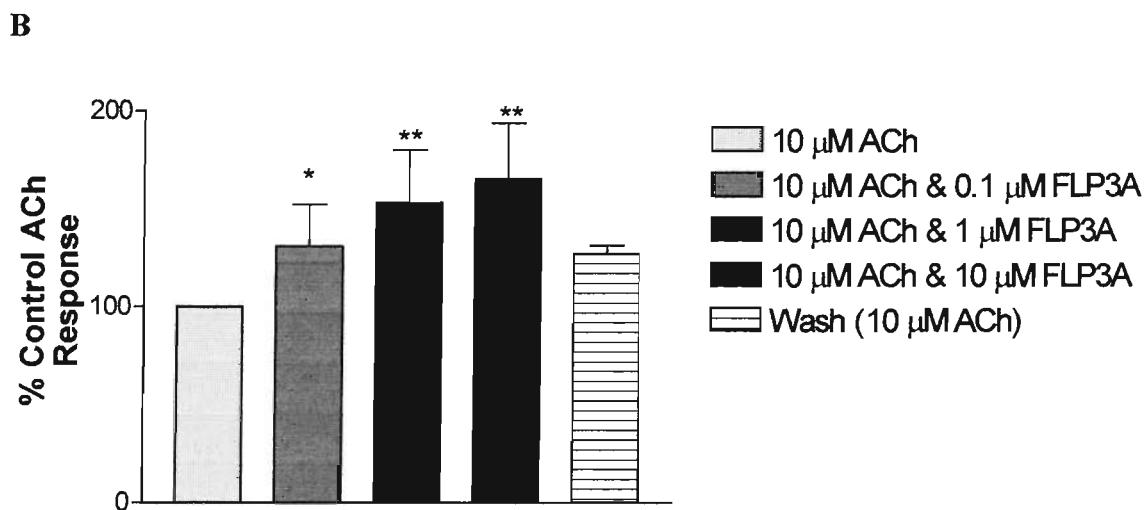 B
% Control ACh
Response
200
100
0
*
**
**
10 μM ACh
10 μM ACh & 0.1 μM FLP3A
10 μM ACh & 1 μM FLP3A
10 μM ACh & 10 μM FLP3A
Wash (10 μM ACh)